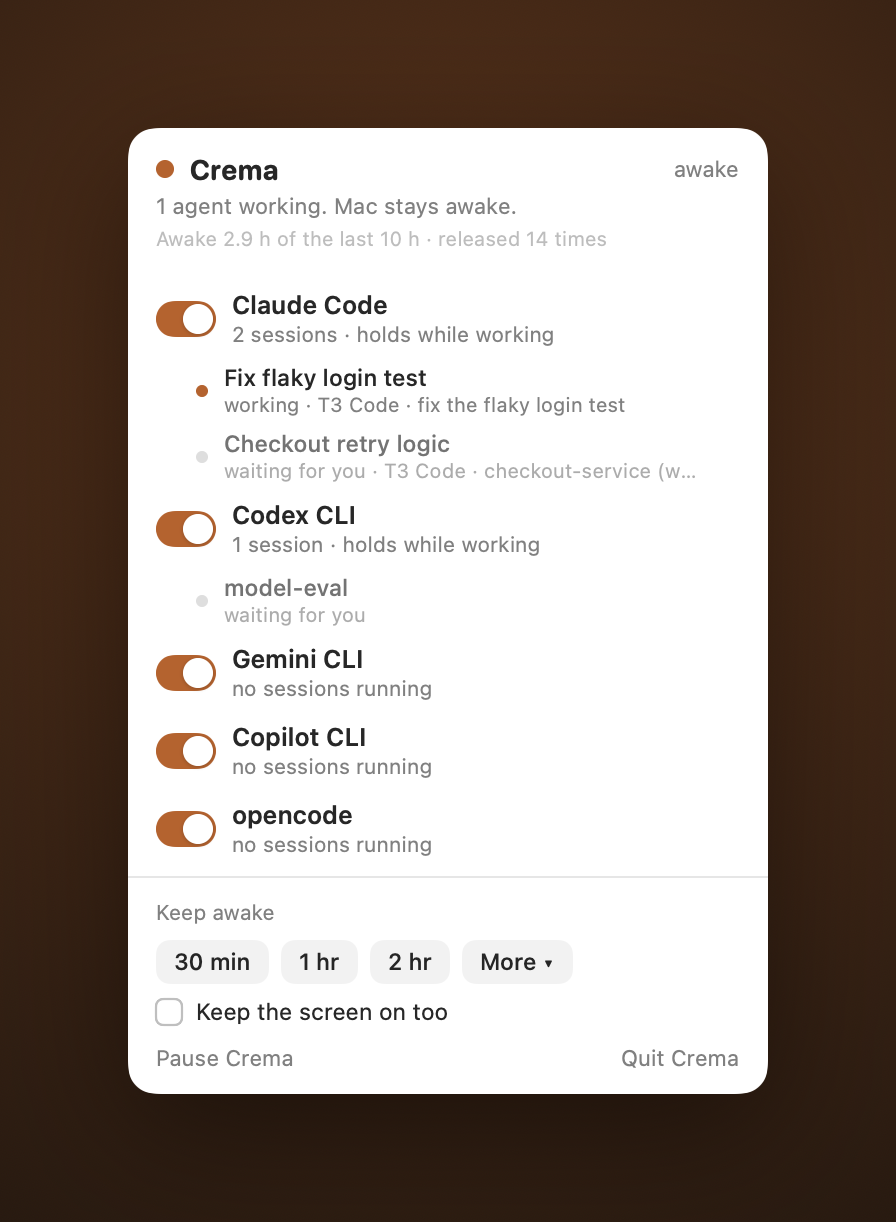 Crema
awake
1 agent working. Mac stays awake.
Awake 2.9 h of the last 10 h · released 14 times
Claude Code
2 sessions · holds while working
Fix flaky login test
working · T3 Code · fix the flaky login test
Checkout retry logic
waiting for you · T3 Code · checkout-service (w...
Codex CLI
1 session · holds while working
model-eval
waiting for you
Gemini CLI
no sessions running
Copilot CLI
no sessions running
opencode
no sessions running
Keep awake
30 min 1 hr 2 hr More ▾
Keep the screen on too
Pause Crema
Quit Crema